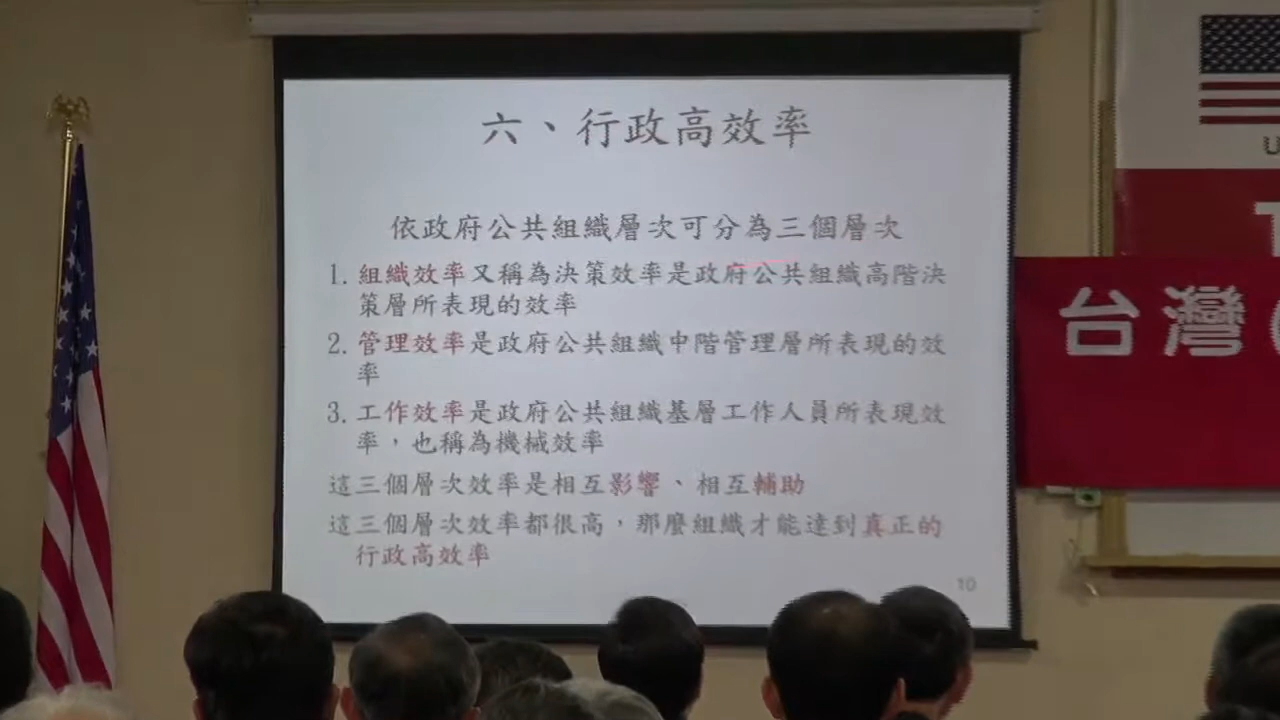 六、行政高效率
依政府公共組織層次可分為三個層次
1. 組織效率又稱為決策效率是政府公共組織高階決
策層所表現的效率
2. 管理效率是政府公共組織中階管理層所表現的效
率
3. 工作效率是政府公共組織基層工作人員所表現效
率，也稱為機械效率
這三個層次效率是相互影響、相互輔助
這三個層次效率都很高，那麼組織才能達到真正的
行政高效率
10
U
T
台灣